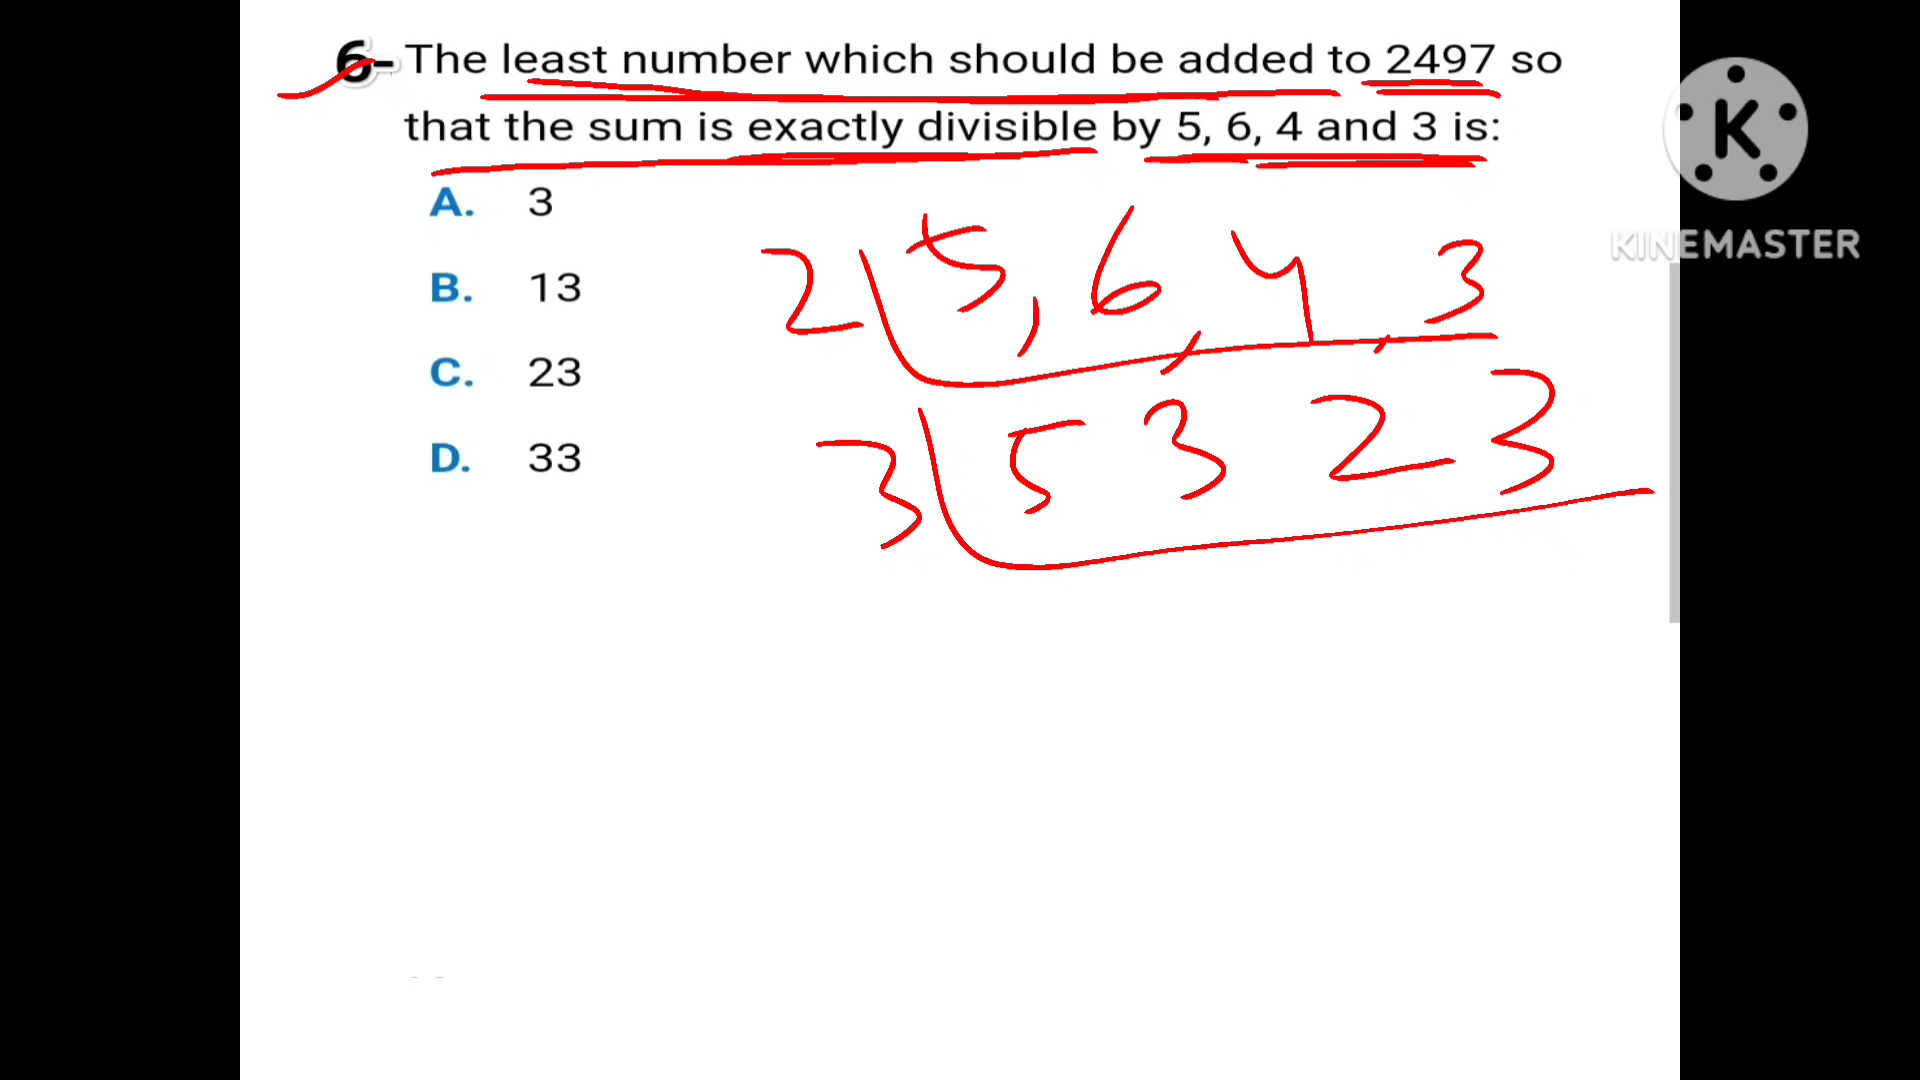 6- The least number which should be added to 2497 so
that the sum is exactly divisible by 5, 6, 4 and 3 is:
A. 3
B. 13
C. 23
D. 33
2 5, 6, 4, 3
3 5 3 2 3
K
KINEMASTER